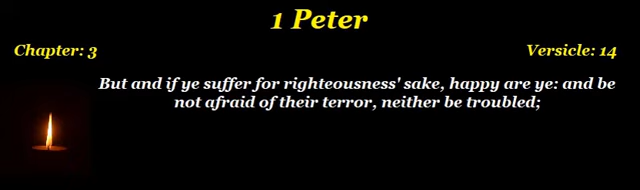 1 Peter
Chapter: 3
Versicle: 14
But and if ye suffer for righteousness' sake, happy are ye: and be
not afraid of their terror, neither be troubled;